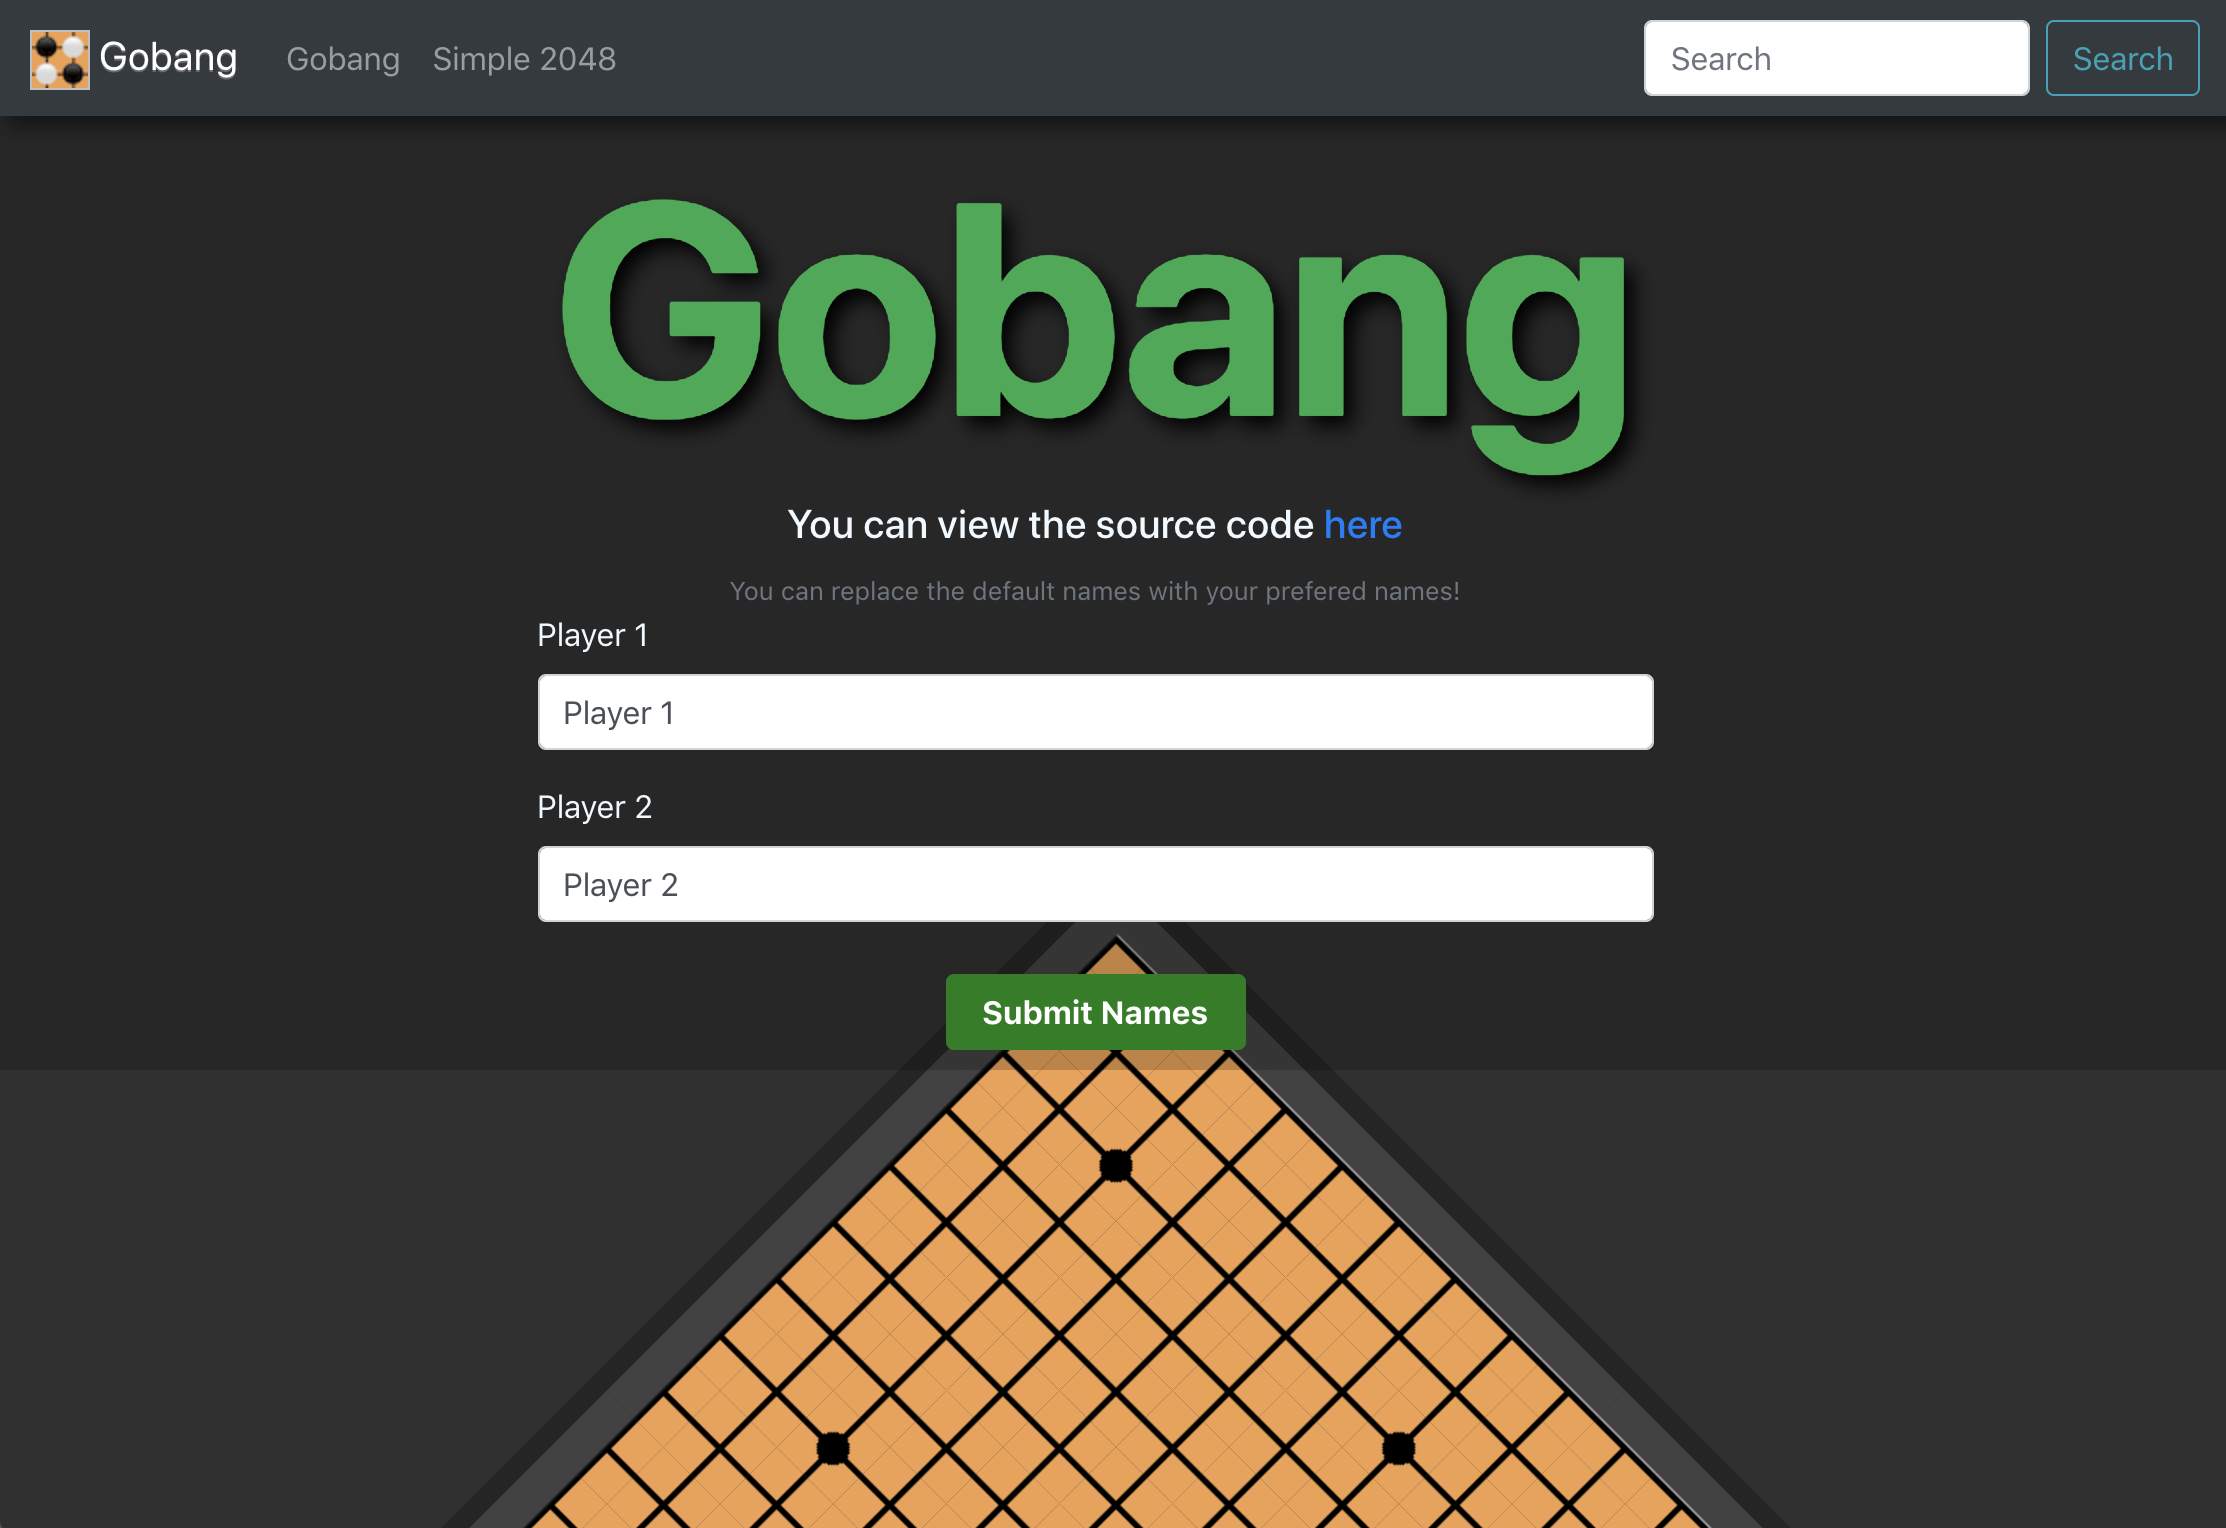 Gobang Gobang Simple 2048 Search Search
Gobang
You can view the source code here
You can replace the default names with your prefered names!
Player 1
Player 1
Player 2
Player 2
Submit Names